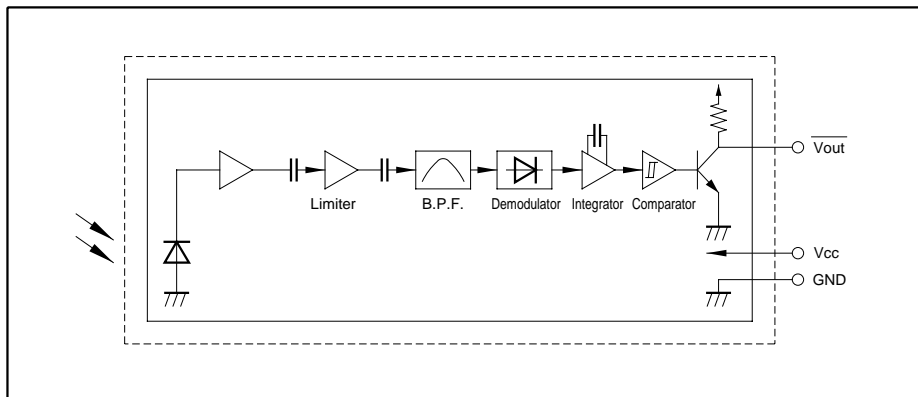 Vout
Limiter
B.P.F.
Demodulator
Integrator
Comparator
Vcc
GND